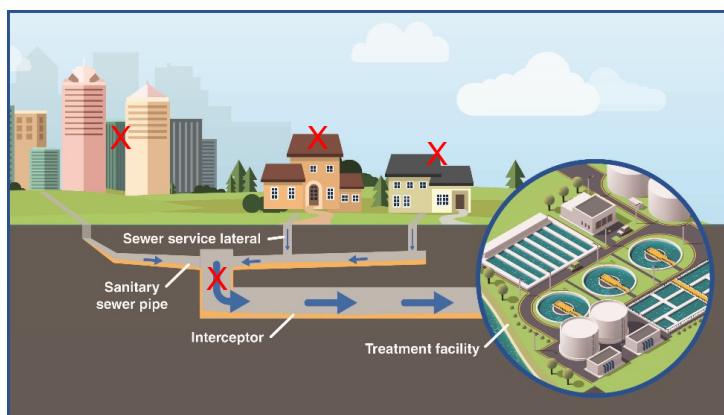 Sewer service lateral
Sanitary
sewer pipe
Interceptor
Treatment facility
X
X
X
X